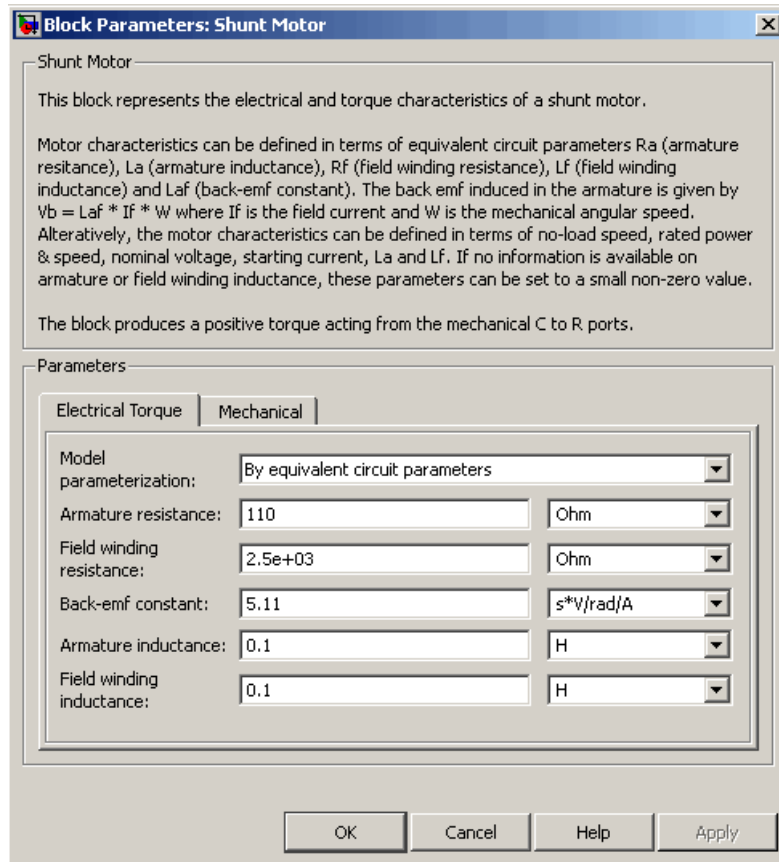 Block Parameters: Shunt Motor
Shunt Motor
This block represents the electrical and torque characteristics of a shunt motor.
Motor characteristics can be defined in terms of equivalent circuit parameters Ra (armature
resitance), La (armature inductance), Rf (field winding resistance), Lf (field winding
inductance) and Laf (back-emf constant). The back emf induced in the armature is given by
Vb = Laf * If * W where If is the field current and W is the mechanical angular speed.
Alteratively, the motor characteristics can be defined in terms of no-load speed, rated power
& speed, nominal voltage, starting current, La and Lf. If no information is available on
armature or field winding inductance, these parameters can be set to a small non-zero value.
The block produces a positive torque acting from the mechanical C to R ports.
Parameters
Electrical Torque Mechanical
Model
parameterization: By equivalent circuit parameters
Armature resistance: 110 Ohm
Field winding
resistance: 2.5e+03 Ohm
Back-emf constant: 5.11 s*V/rad/A
Armature inductance: 0.1 H
Field winding
inductance: 0.1 H
OK Cancel Help Apply